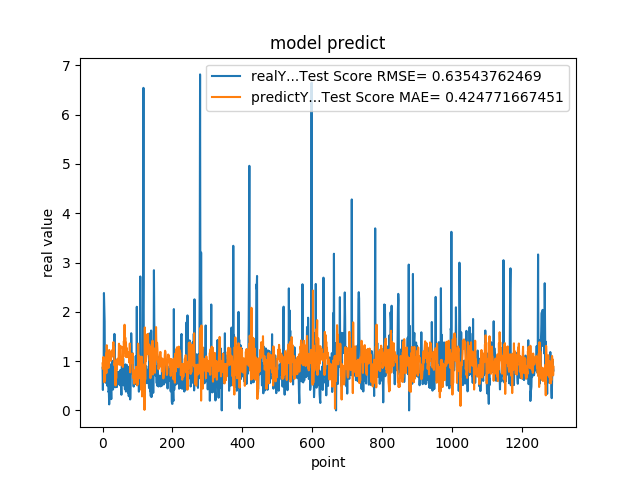 model predict
realY...Test Score RMSE= 0.63543762469
predictY...Test Score MAE= 0.424771667451
7
6
5
4
3
2
1
0
real value
0 200 400 600 800 1000 1200
point